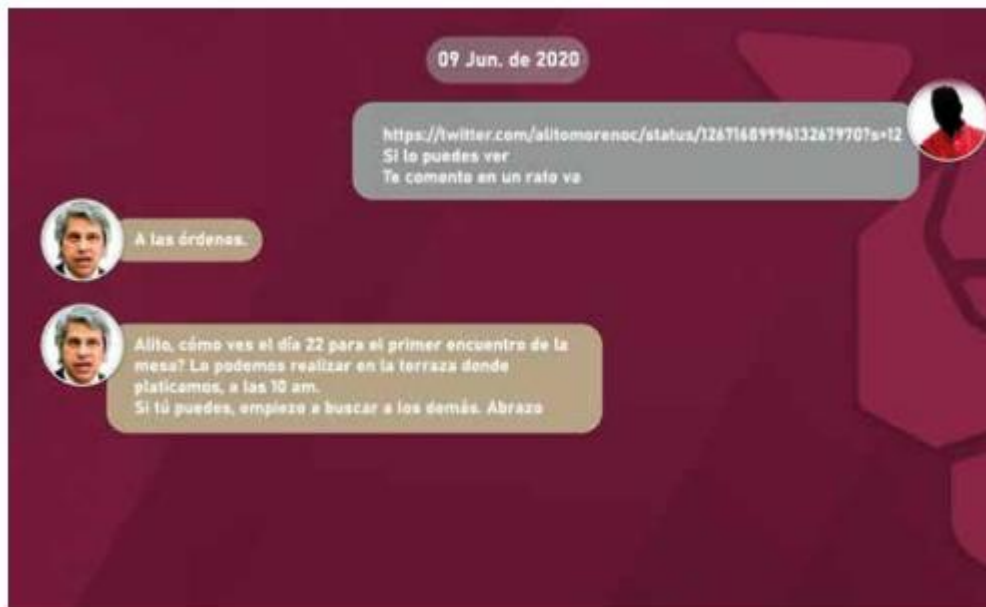 09 Jun. de 2020
https://twitter.com/alitomorenoc/status/1267168999613267970?s=12
Si lo puedes ver
Te comento en un rato va
A las órdenes.
Alito, cómo ves el día 22 para el primer encuentro de la
mesa? Lo podemos realizar en la terraza donde
platicamos, a las 10 am.
Si tú puedes, empiezo a buscar a los demás. Abrazo